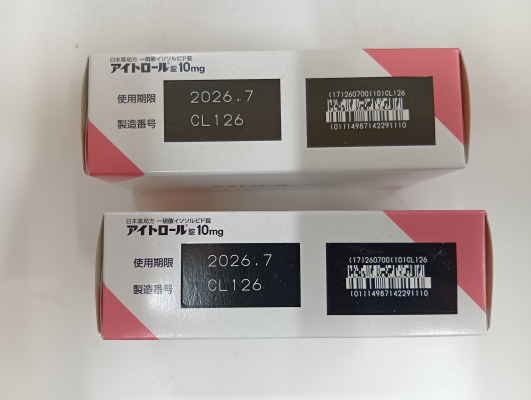 日本薬局方 一硝酸イソソルビド錠
アイトロール®錠10mg
使用期限 2026.7
製造番号 CL126
(17)260700(10)CL126
(01)14987142291110
日本薬局方 一硝酸イソソルビド錠
アイトロール®錠10mg
使用期限 2026.7
製造番号 CL126
(17)260700(10)CL126
(01)14987142291110